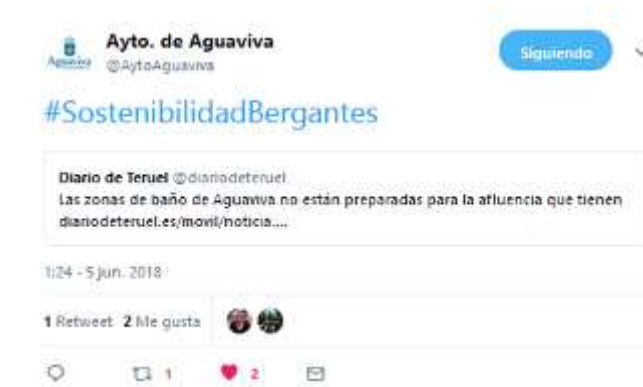 Ayto. de Aguaviva
Aguaviva @AytoAguaviva
Siguiendo
#SostenibilidadBergantes
Diario de Teruel @diariodeteruel
Las zonas de baño de Aguaviva no están preparadas para la afluencia que tienen
diariodeteruel.es/movil/noticia....
1:24 - 5 jun. 2018
1 Retweet 2 Me gusta
1 2